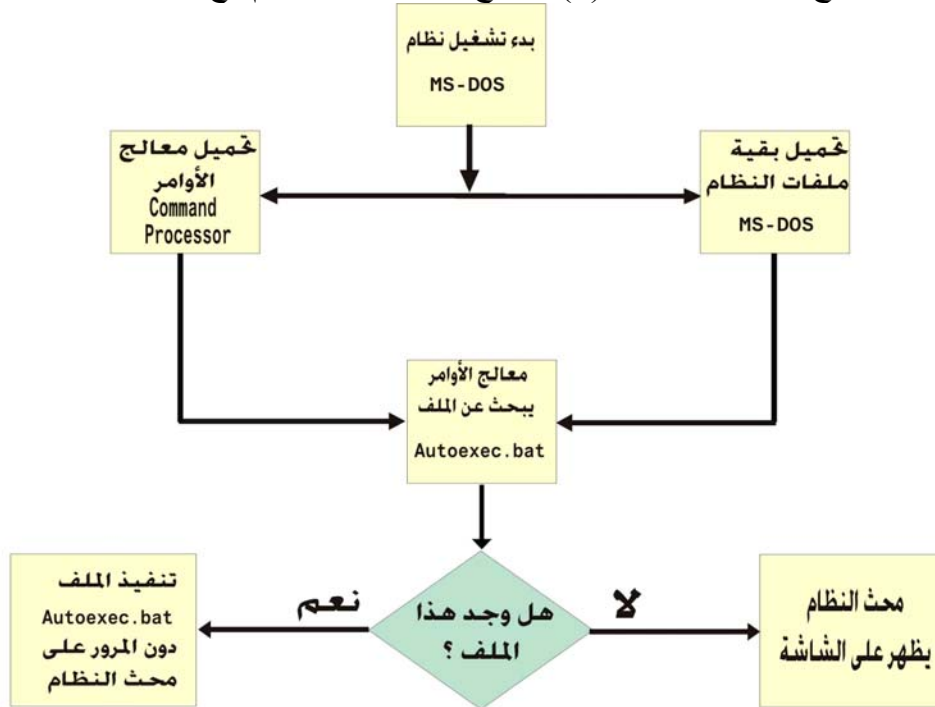 بدء تشغيل نظام
MS-DOS
تحميل بقية
ملفات النظام
MS-DOS
تحميل معالج
الأوامر
Command
Processor
معالج الأوامر
يبحث عن الملف
Autoexec.bat
هل وجد هذا
الملف ؟
لا
نعم
محث النظام
يظهر على الشاشة
تنفيذ الملف
Autoexec.bat
دون المرور على
محث النظام